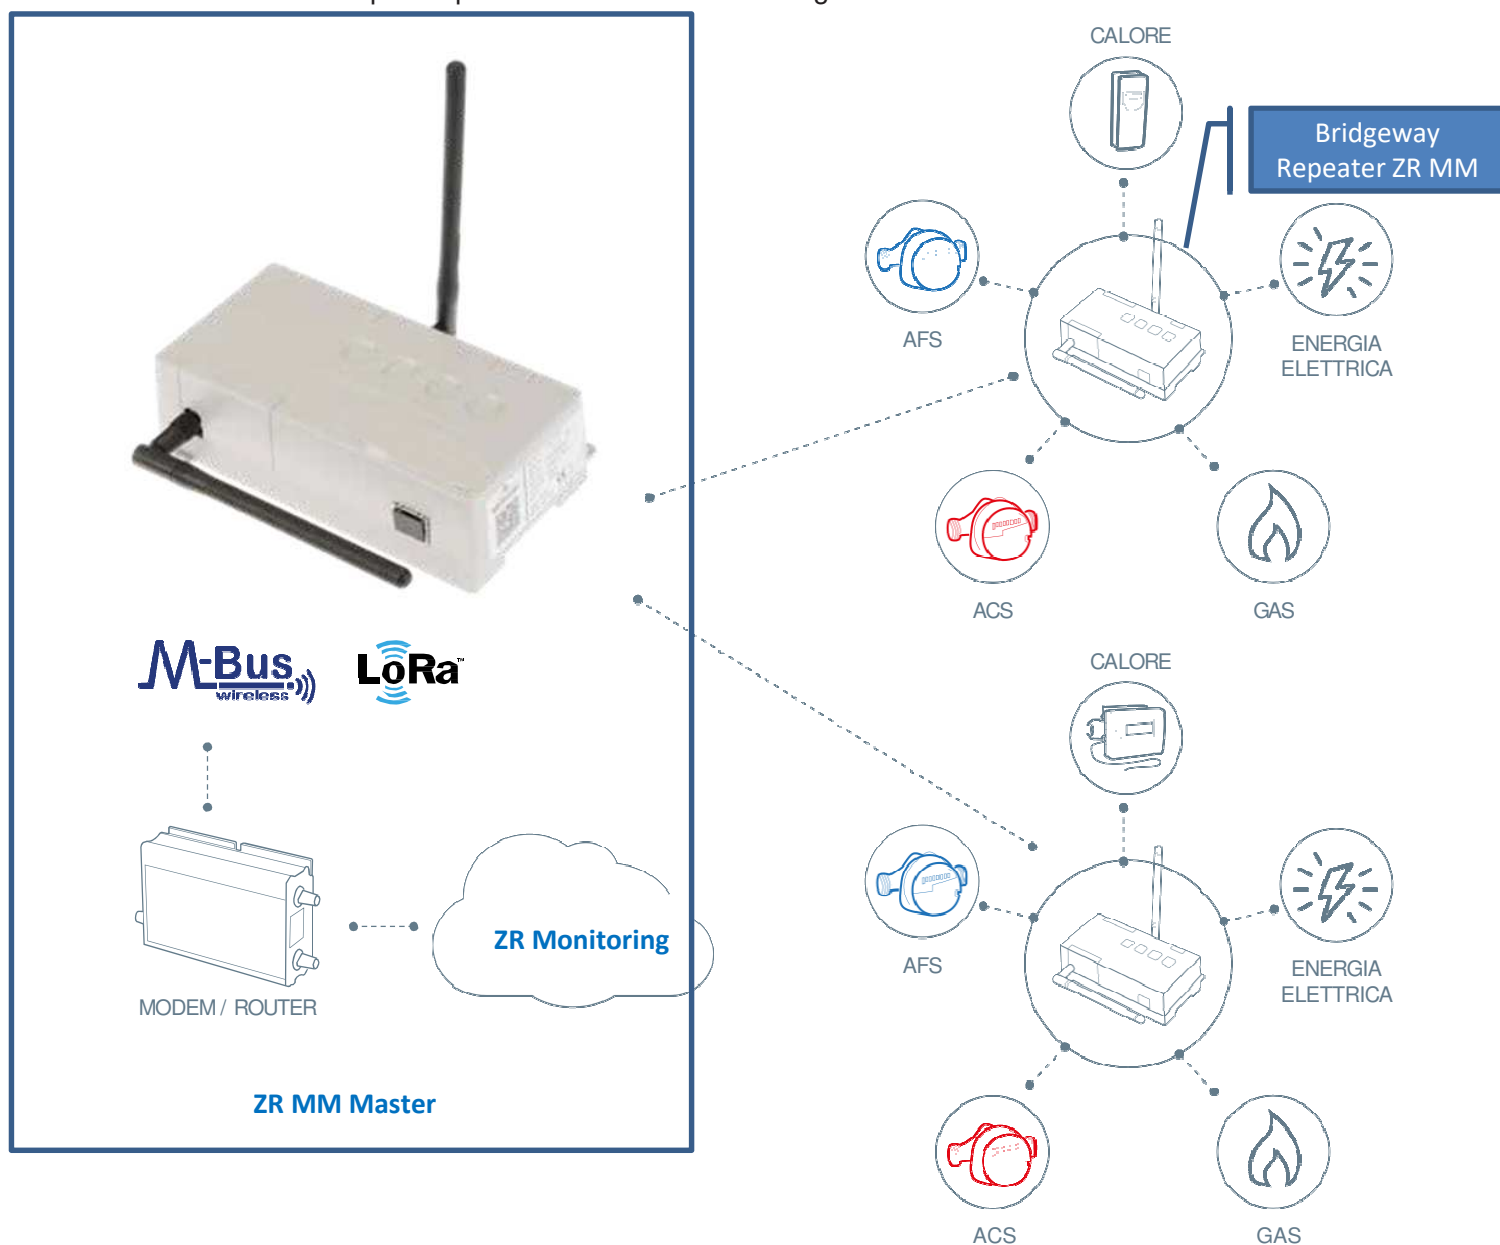 M-Bus
wireless
LoRa™
MODEM / ROUTER
ZR Monitoring
ZR MM Master
CALORE
Bridgeway
Repeater ZR MM
AFS
ENERGIA
ELETTRICA
ACS
GAS
CALORE
AFS
ENERGIA
ELETTRICA
ACS
GAS